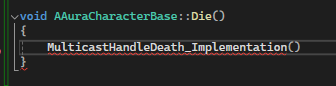 void AAuraCharacterBase::Die()
{
MulticastHandleDeath_Implementation()
}